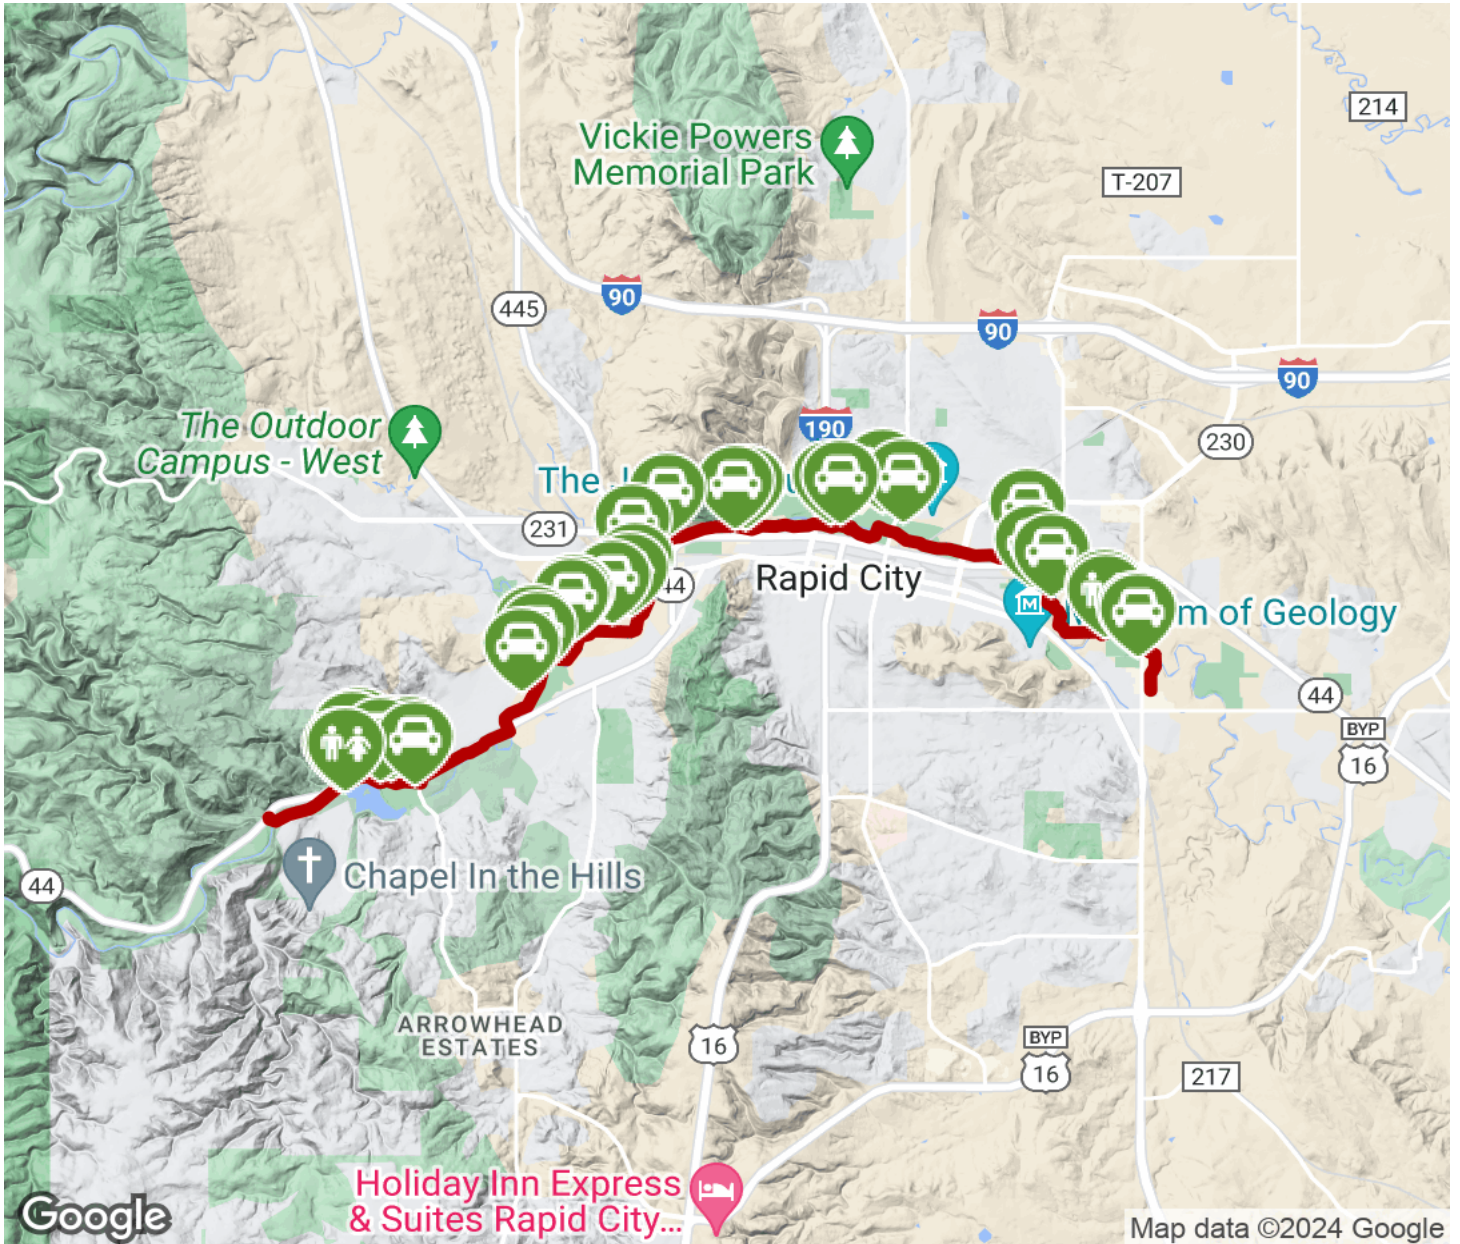 214
Vickie Powers
Memorial Park
T-207
90
445
90
90
The Outdoor
Campus - West
190
230
The J
231
44
Rapid City
M
m of Geology
44
BYP
16
Chapel In the Hills
44
ARROWHEAD
ESTATES
16
BYP
16
217
Holiday Inn Express
& Suites Rapid City...
Google
Map data ©2024 Google